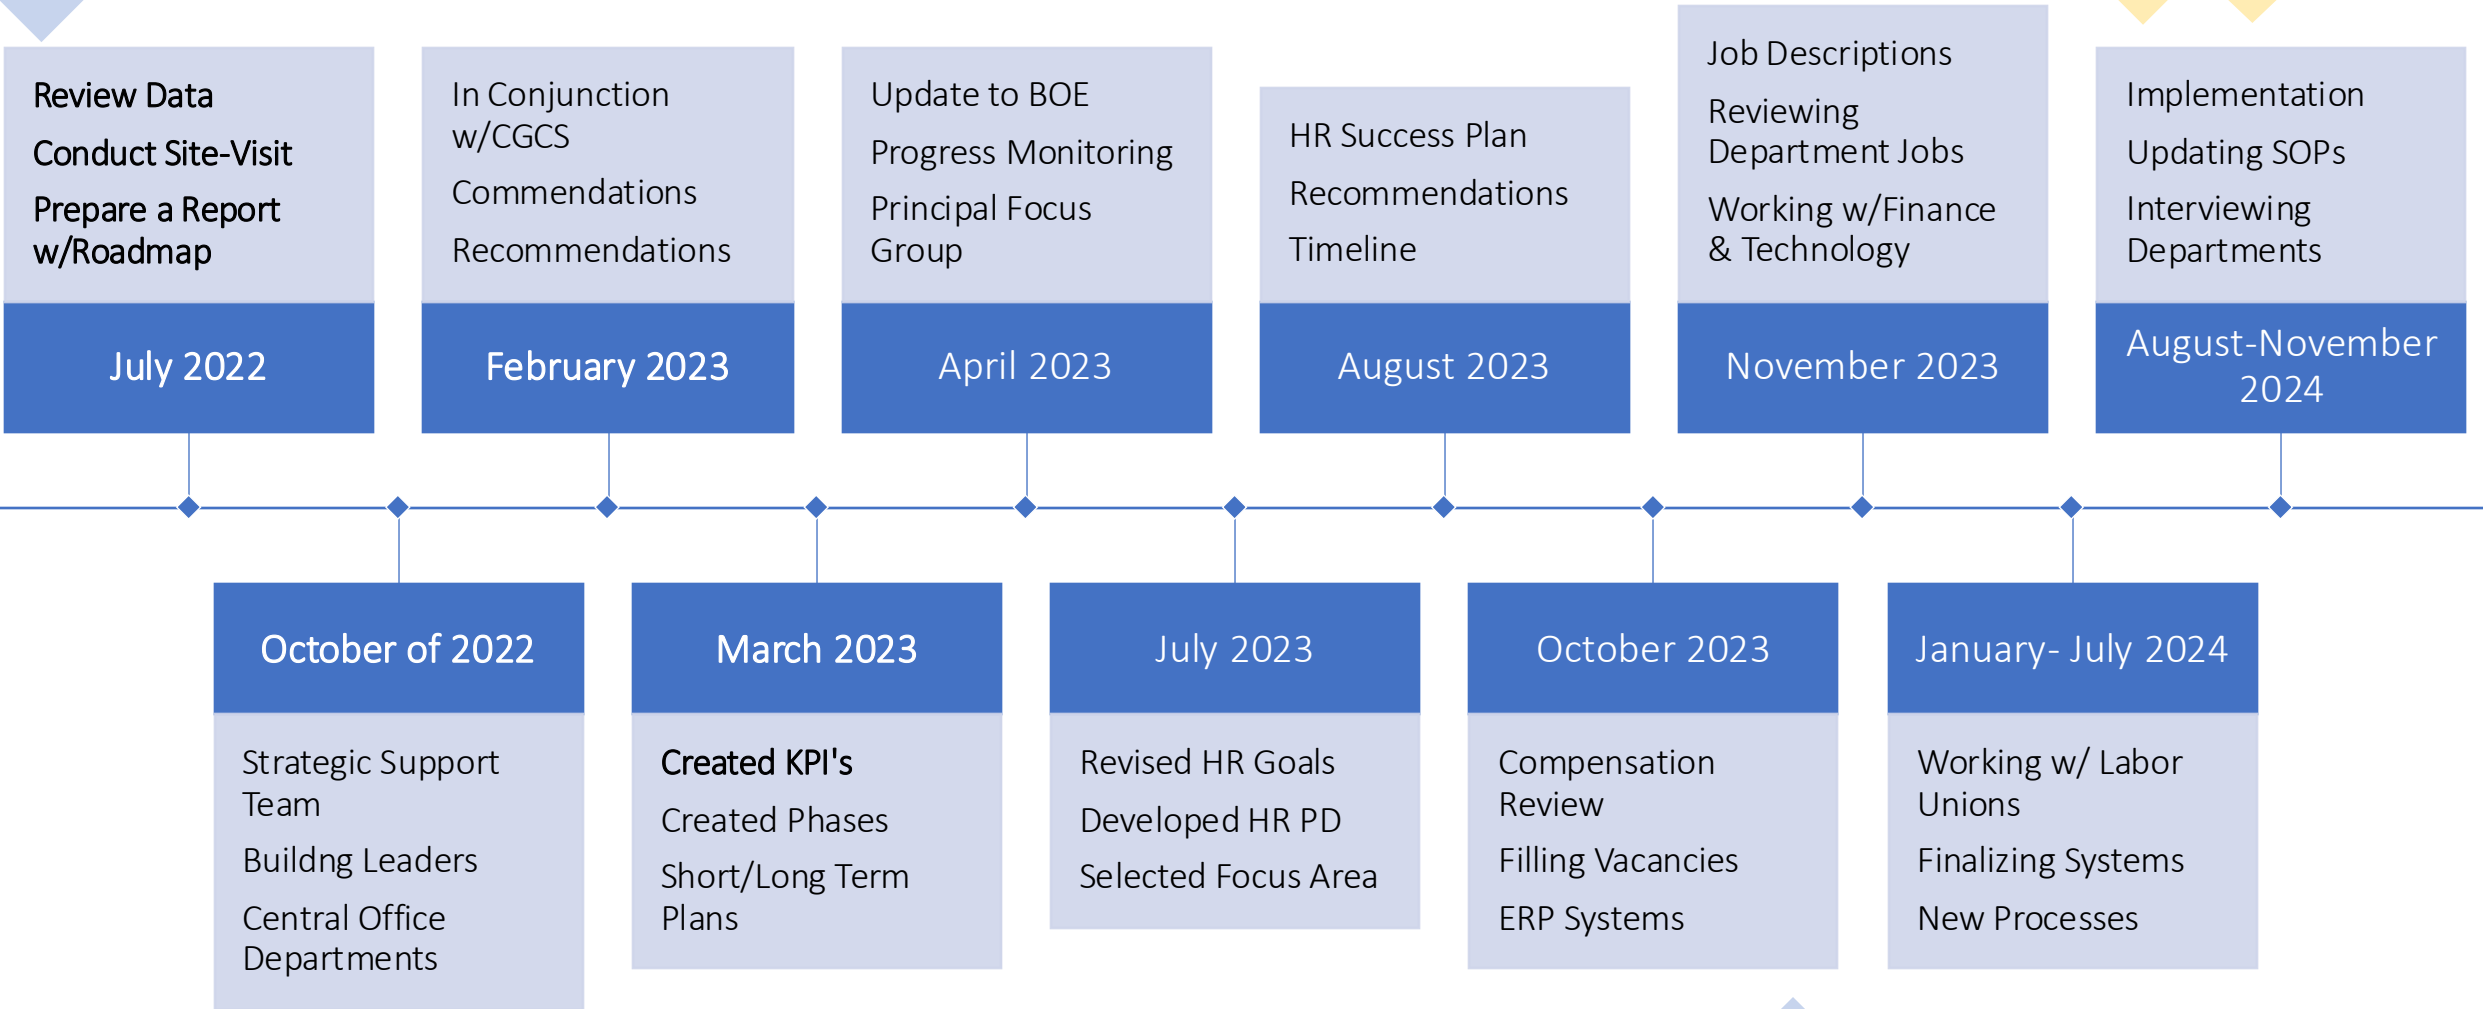 Review Data
Conduct Site-Visit
Prepare a Report
w/Roadmap
July 2022
In Conjunction
w/CGCS
Commendations
Recommendations
February 2023
Update to BOE
Progress Monitoring
Principal Focus
Group
April 2023
HR Success Plan
Recommendations
Timeline
August 2023
Job Descriptions
Reviewing
Department Jobs
Working w/Finance
& Technology
November 2023
Implementation
Updating SOPs
Interviewing
Departments
August-November
2024
October of 2022
Strategic Support
Team
Buildng Leaders
Central Office
Departments
March 2023
Created KPI's
Created Phases
Short/Long Term
Plans
July 2023
Revised HR Goals
Developed HR PD
Selected Focus Area
October 2023
Compensation
Review
Filling Vacancies
ERP Systems
January- July 2024
Working w/ Labor
Unions
Finalizing Systems
New Processes